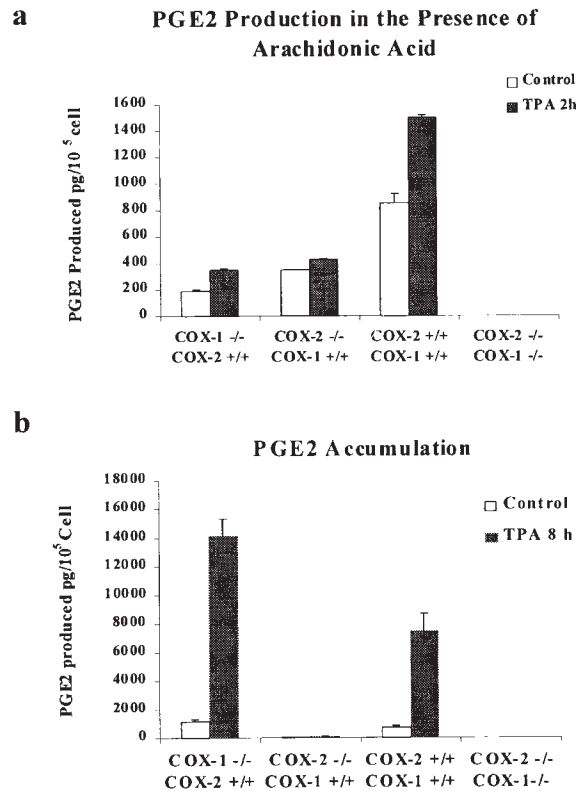 a
PGE2 Production in the Presence of
Arachidonic Acid
Control
TPA 2h
PGE2 Produced pg/10^5 cell
1600
1400
1200
1000
800
600
400
200
0
COX-1 -/- COX-2 -/- COX-2 +/+ COX-2 -/-
COX-2 +/+ COX-1 +/+ COX-1 +/+ COX-1 -/-
b
PGE2 Accumulation
Control
TPA 8 h
PGE2 produced pg/10^5 Cell
18000
16000
14000
12000
10000
8000
6000
4000
2000
0
COX-1 -/- COX-2 -/- COX-2 +/+ COX-2 -/-
COX-2 +/+ COX-1 +/+ COX-1 +/+ COX-1-/-